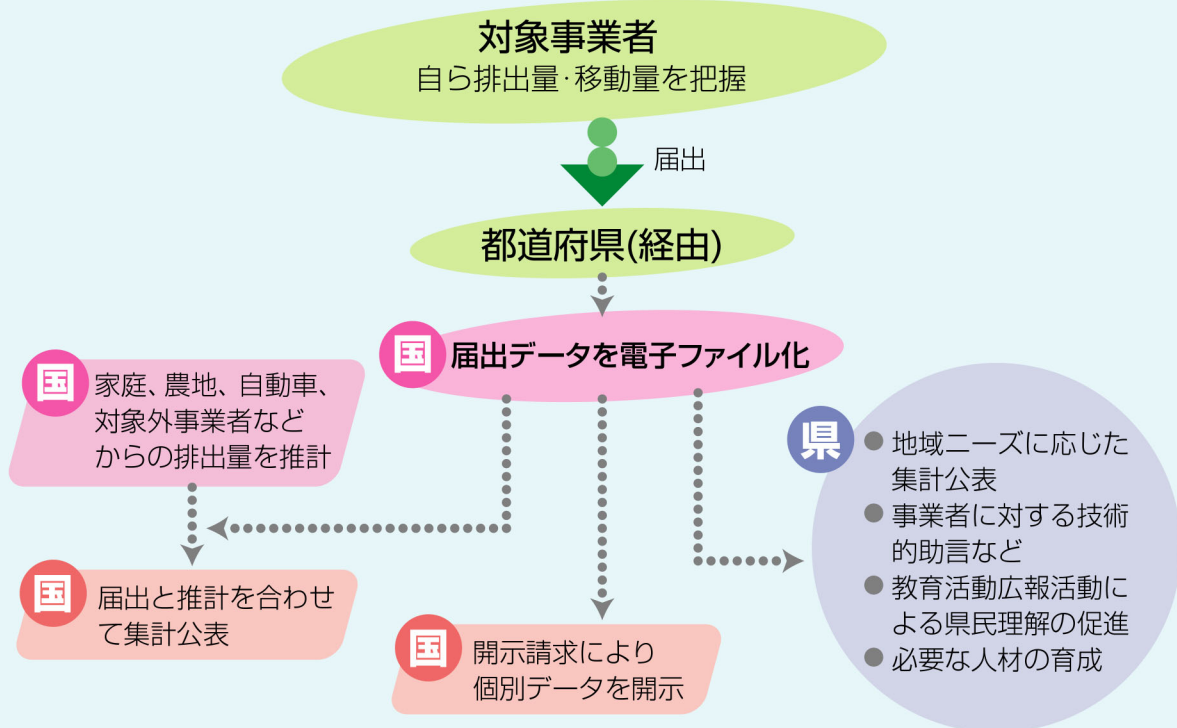 対象事業者
自ら排出量・移動量を把握
届出
都道府県(経由)
国
届出データを電子ファイル化
国
家庭、農地、自動車、
対象外事業者など
からの排出量を推計
国
届出と推計を合わせ
て集計公表
国
開示請求により
個別データを開示
県
● 地域ニーズに応じた
集計公表
● 事業者に対する技術
的助言など
● 教育活動広報活動に
よる県民理解の促進
● 必要な人材の育成